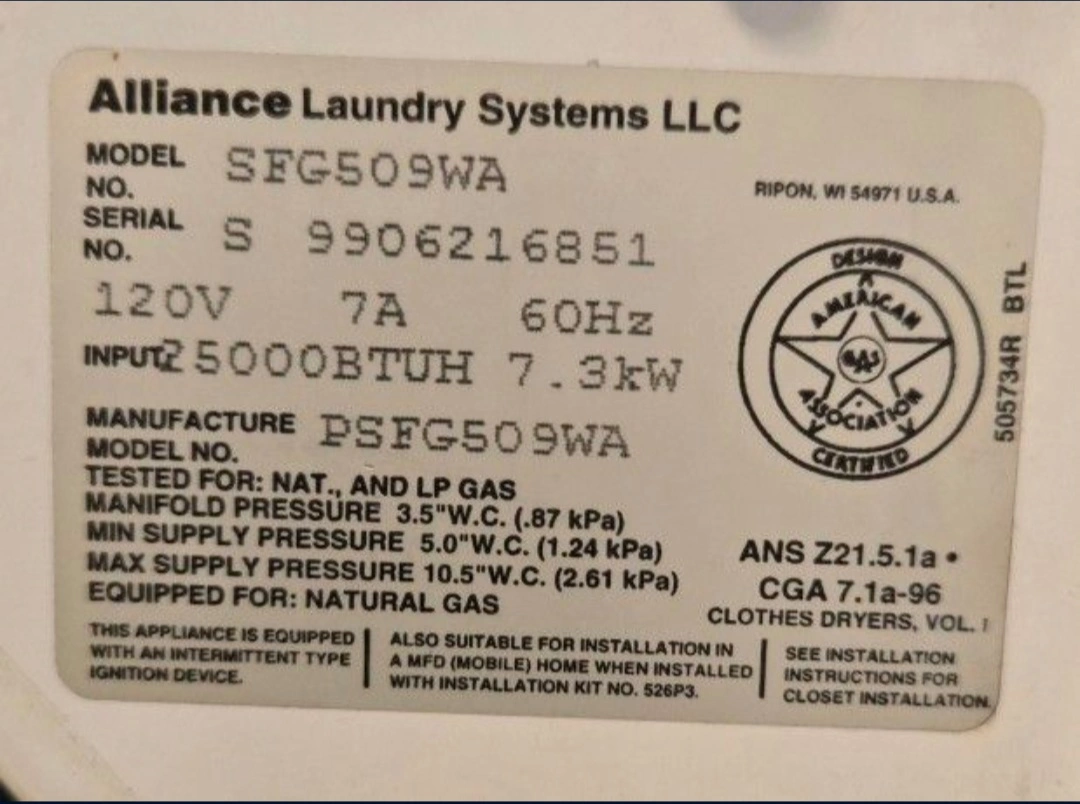 Alliance Laundry Systems LLC
MODEL NO. SFG509WA
RIPON, WI 54971 U.S.A.
SERIAL NO. S 9906216851
120V 7A 60Hz
INPUT 25000BTUH 7.3kW
MANUFACTURE MODEL NO. PSFG509WA
TESTED FOR: NAT., AND LP GAS
MANIFOLD PRESSURE 3.5"W.C. (.87 kPa)
MIN SUPPLY PRESSURE 5.0"W.C. (1.24 kPa)
MAX SUPPLY PRESSURE 10.5"W.C. (2.61 kPa)
EQUIPPED FOR: NATURAL GAS
DESIGN
AMERICAN
GAS
ASSOCIATION
CERTIFIED
505734R BTL
ANS Z21.5.1a •
CGA 7.1a-96
CLOTHES DRYERS, VOL. I
THIS APPLIANCE IS EQUIPPED
WITH AN INTERMITTENT TYPE
IGNITION DEVICE.
ALSO SUITABLE FOR INSTALLATION IN
A MFD (MOBILE) HOME WHEN INSTALLED
WITH INSTALLATION KIT NO. 526P3.
SEE INSTALLATION
INSTRUCTIONS FOR
CLOSET INSTALLATION.